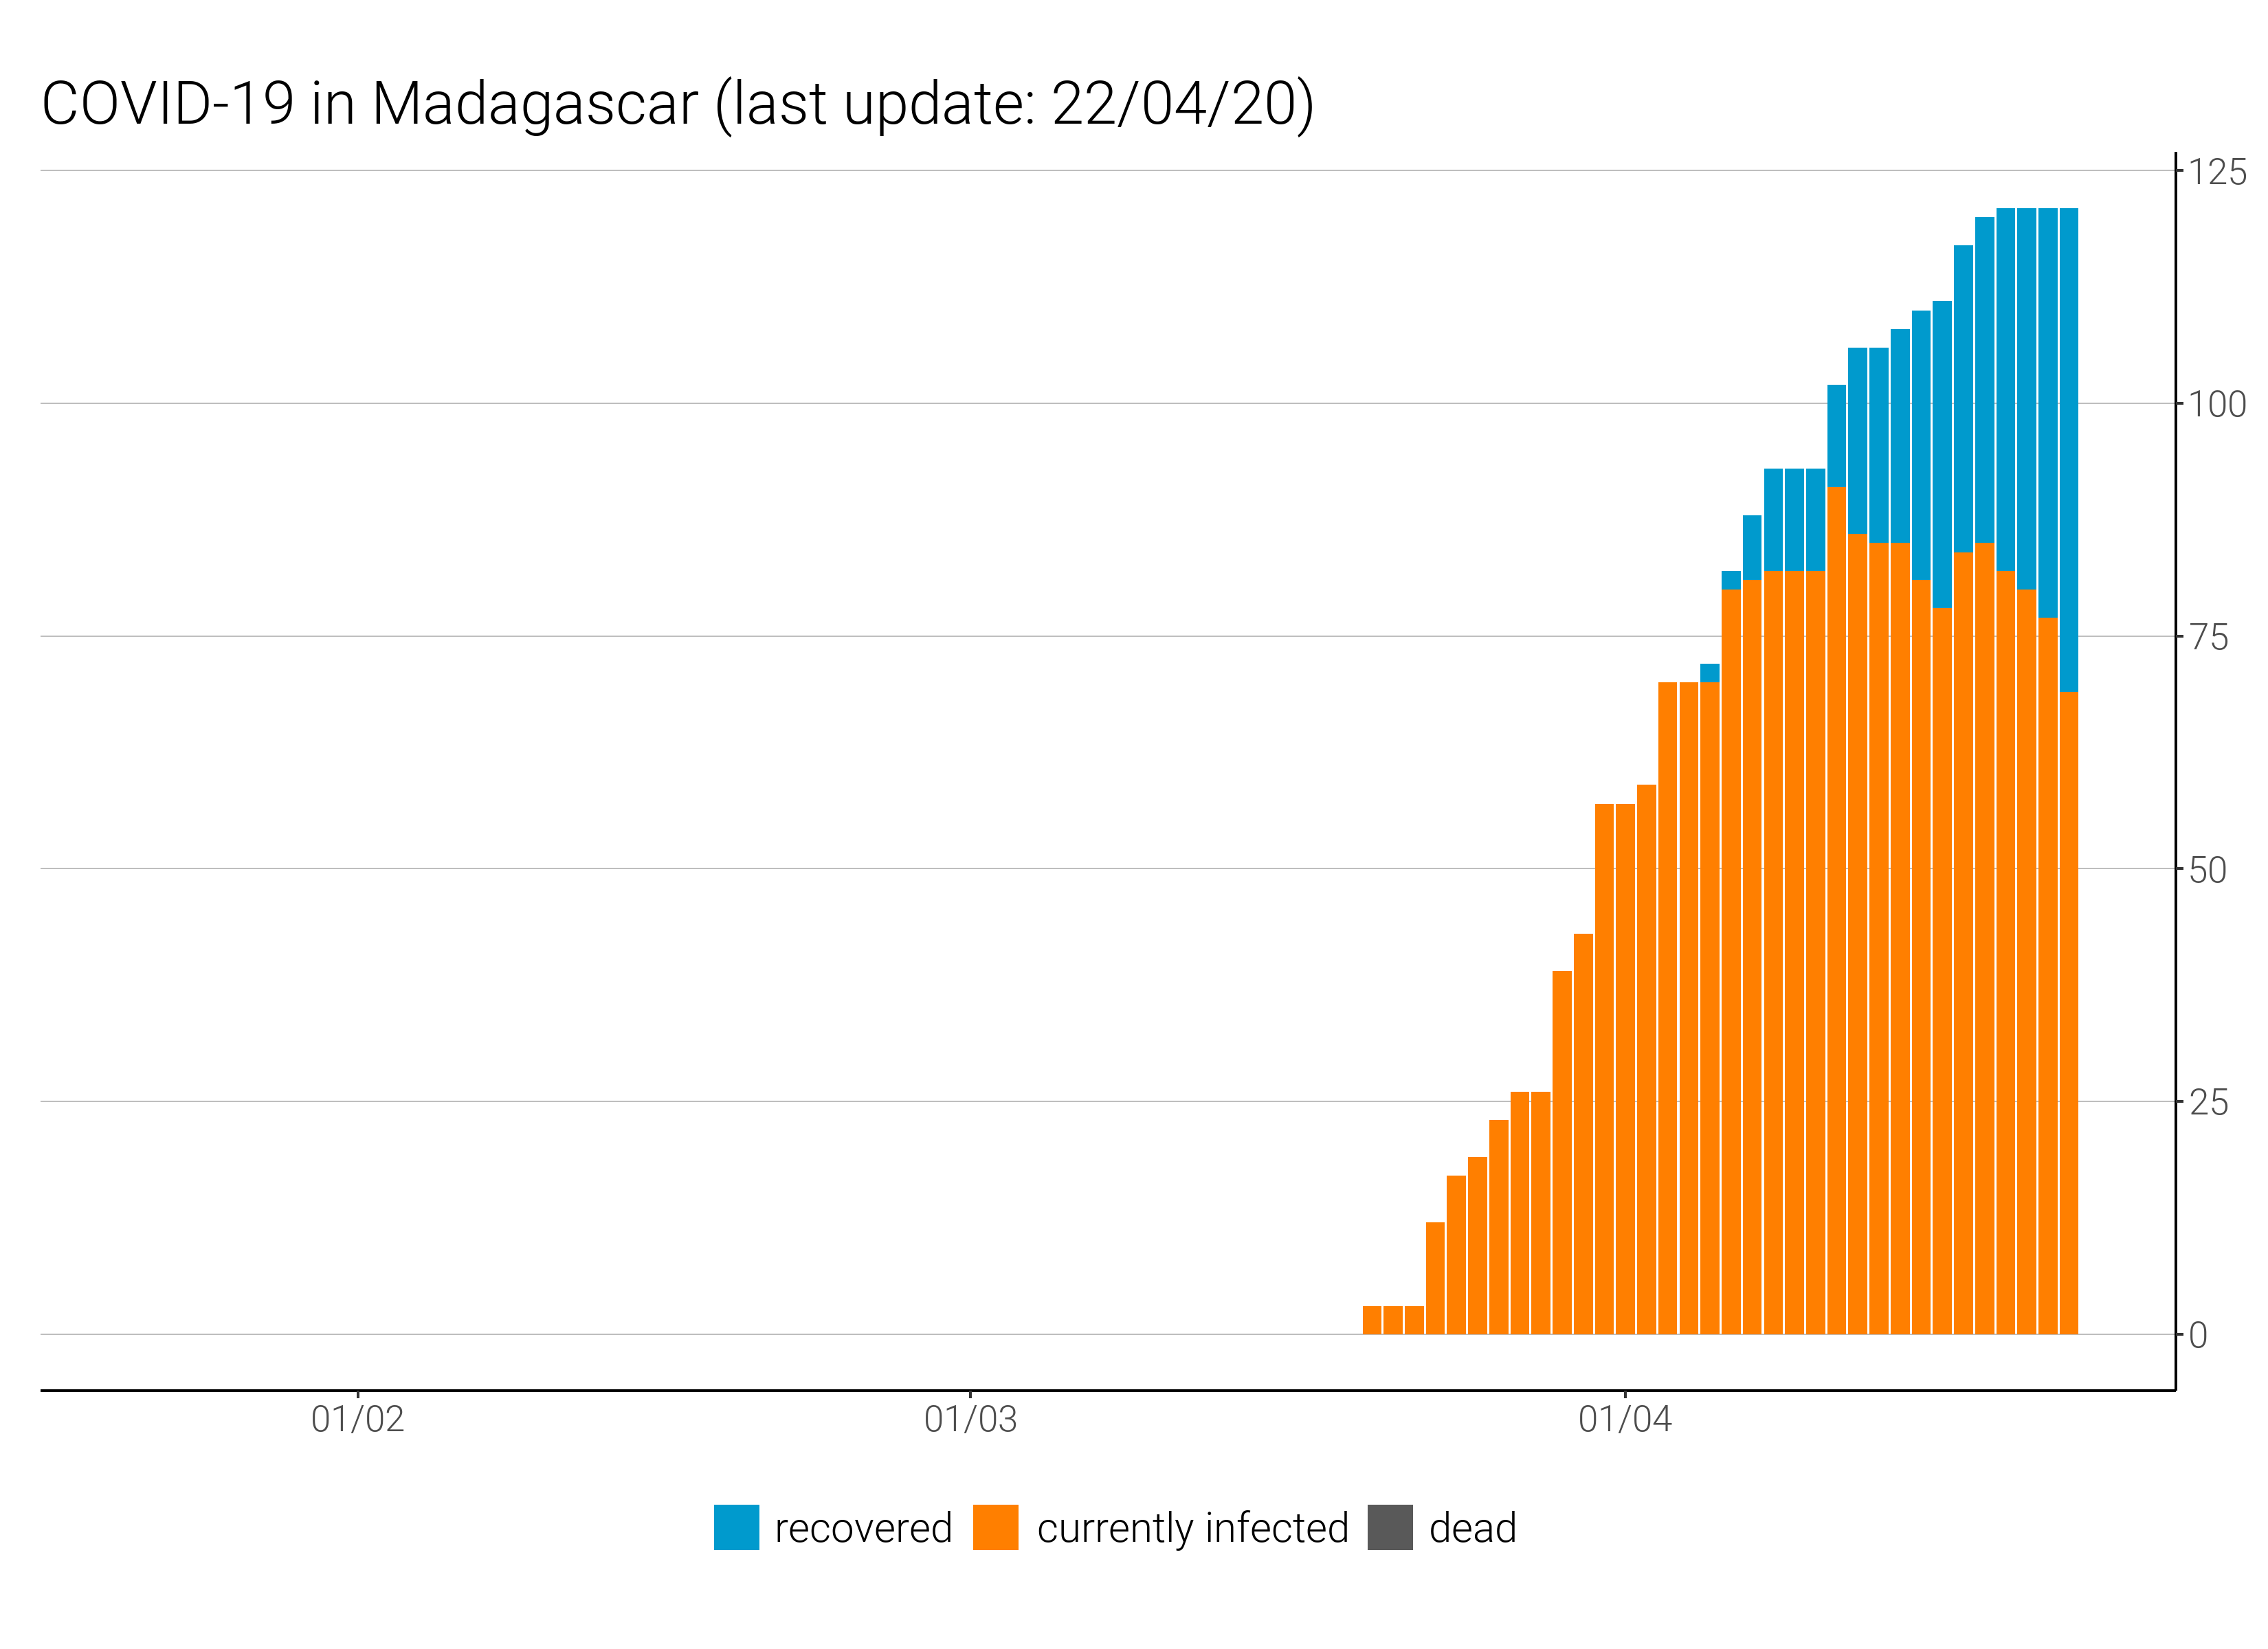 COVID-19 in Madagascar (last update: 22/04/20)
125
100
75
50
25
0
01/02 01/03 01/04
recovered currently infected dead